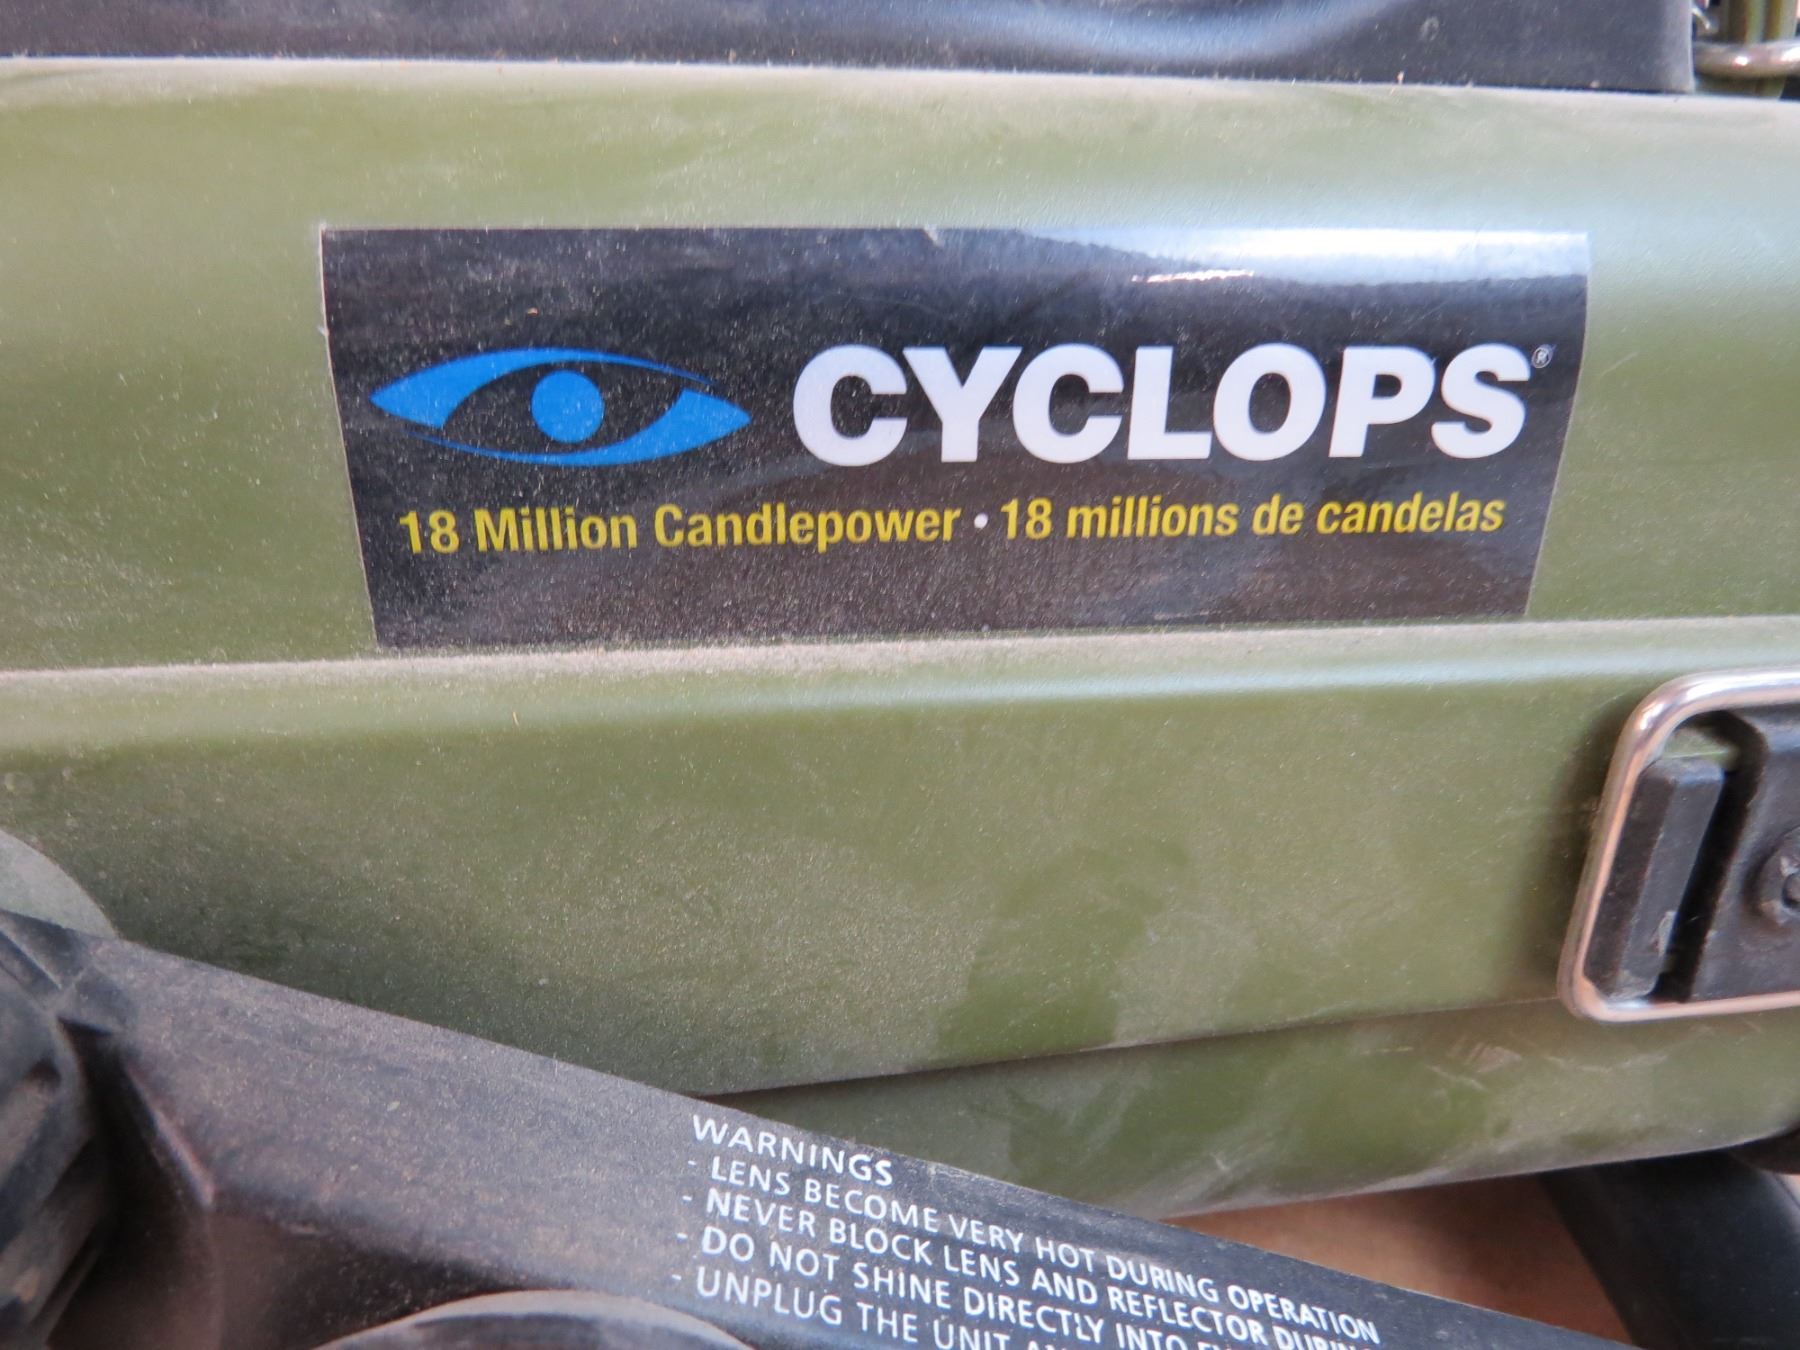 CYCLOPS®
18 Million Candlepower • 18 millions de candelas
WARNINGS
- LENS BECOME VERY HOT DURING OPERATION
- NEVER BLOCK LENS AND REFLECTOR DURING
- DO NOT SHINE DIRECTLY INTO
- UNPLUG THE UNIT